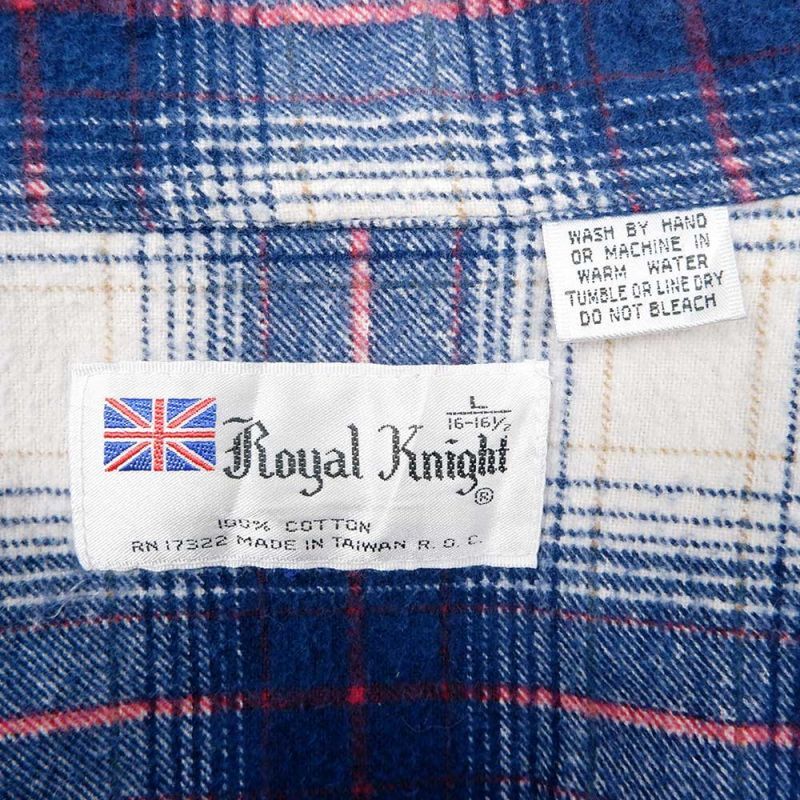 WASH BY HAND
OR MACHINE IN
WARM WATER
TUMBLE OR LINE DRY
DO NOT BLEACH
L
16-16½
Royal Knight
®
100% COTTON
RN 17322 MADE IN TAIWAN R.O.C.